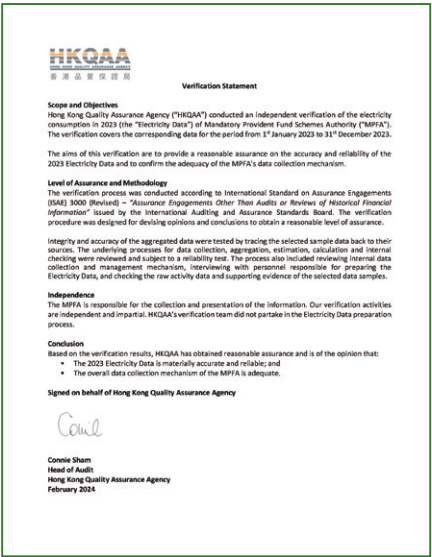 HKQAA
HONG KONG QUALITY ASSURANCE AGENCY
香港品質保證局
Verification Statement
Scope and Objectives
Hong Kong Quality Assurance Agency ("HKQAA") conducted an independent verification of the electricity
consumption in 2023 (the "Electricity Data") of Mandatory Provident Fund Schemes Authority ("MPFA").
The verification covers the corresponding data for the period from 1st January 2023 to 31st December 2023.
The aims of this verification are to provide a reasonable assurance on the accuracy and reliability of the
2023 Electricity Data and to confirm the adequacy of the MPFA's data collection mechanism.
Level of Assurance and Methodology
The verification process was conducted according to International Standard on Assurance Engagements
(ISAE) 3000 (Revised) – "Assurance Engagements Other Than Audits or Reviews of Historical Financial
Information" issued by the International Auditing and Assurance Standards Board. The verification
procedure was designed for devising opinions and conclusions to obtain a reasonable level of assurance.
Integrity and accuracy of the aggregated data were tested by tracing the selected sample data back to their
sources. The underlying processes for data collection, aggregation, estimation, calculation and internal
checking were reviewed and subject to a reliability test. The process also included reviewing internal data
collection and management mechanism, interviewing with personnel responsible for preparing the
Electricity Data, and checking the raw activity data and supporting evidence of the selected data samples.
Independence
The MPFA is responsible for the collection and presentation of the information. Our verification activities
are independent and impartial. HKQAA's verification team did not partake in the Electricity Data preparation
process.
Conclusion
Based on the verification results, HKQAA has obtained reasonable assurance and is of the opinion that:
• The 2023 Electricity Data is materially accurate and reliable; and
• The overall data collection mechanism of the MPFA is adequate.
Signed on behalf of Hong Kong Quality Assurance Agency
Connie Sham
Head of Audit
Hong Kong Quality Assurance Agency
February 2024